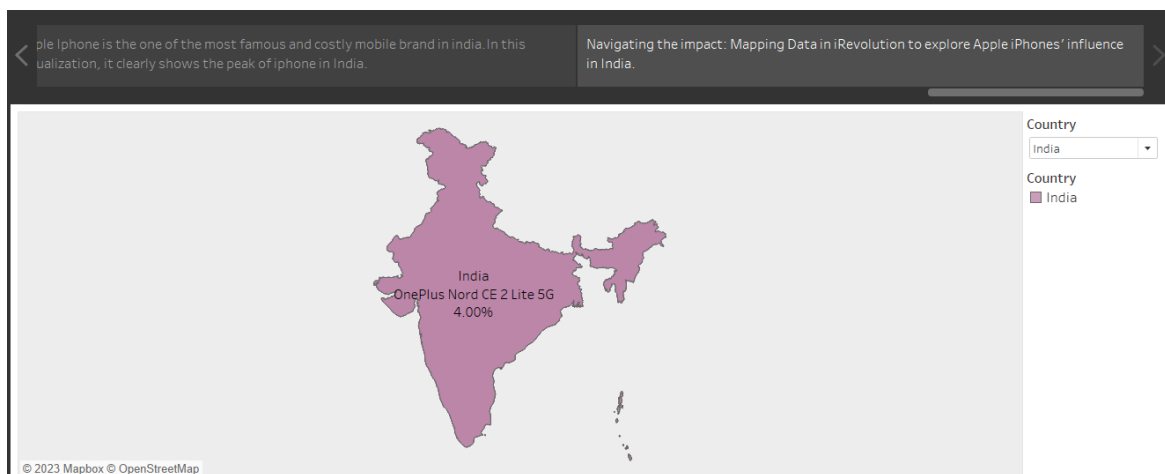 ple Iphone is the one of the most famous and costly mobile brand in india. In this
ualization, it clearly shows the peak of iphone in India.
Navigating the impact: Mapping Data in iRevolution to explore Apple iPhones' influence
in India.
Country
India
Country
India
India
OnePlus Nord CE 2 Lite 5G
4.00%
© 2023 Mapbox © OpenStreetMap